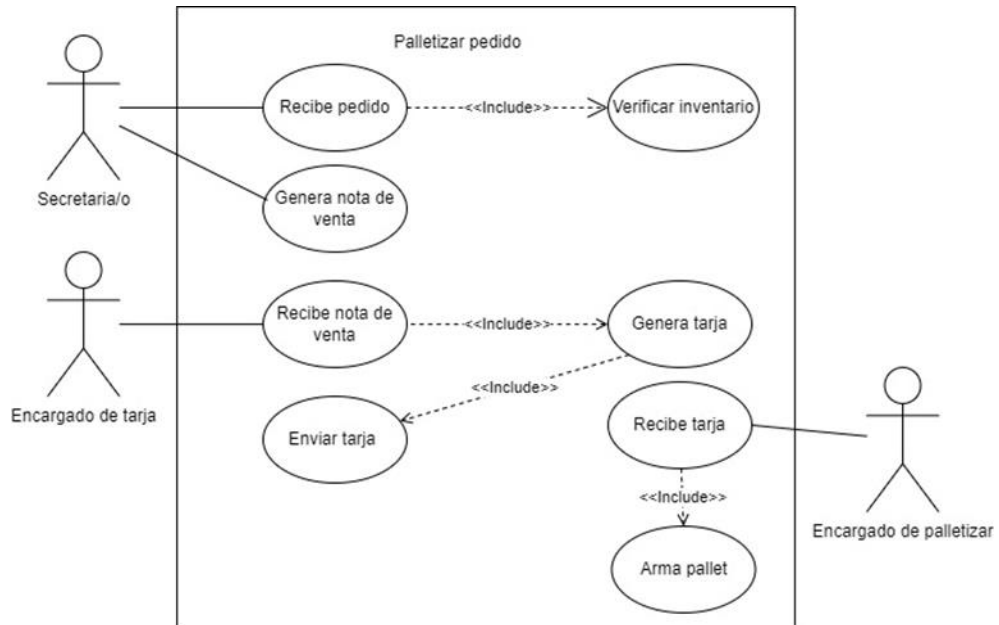 Palletizar pedido
Recibe pedido
<<Include>>
Verificar inventario
Secretaria/o
Genera nota de
venta
Recibe nota de
venta
<<Include>>
Genera tarja
<<Include>>
Encargado de tarja
Enviar tarja
Recibe tarja
<<Include>>
Encargado de palletizar
Arma pallet